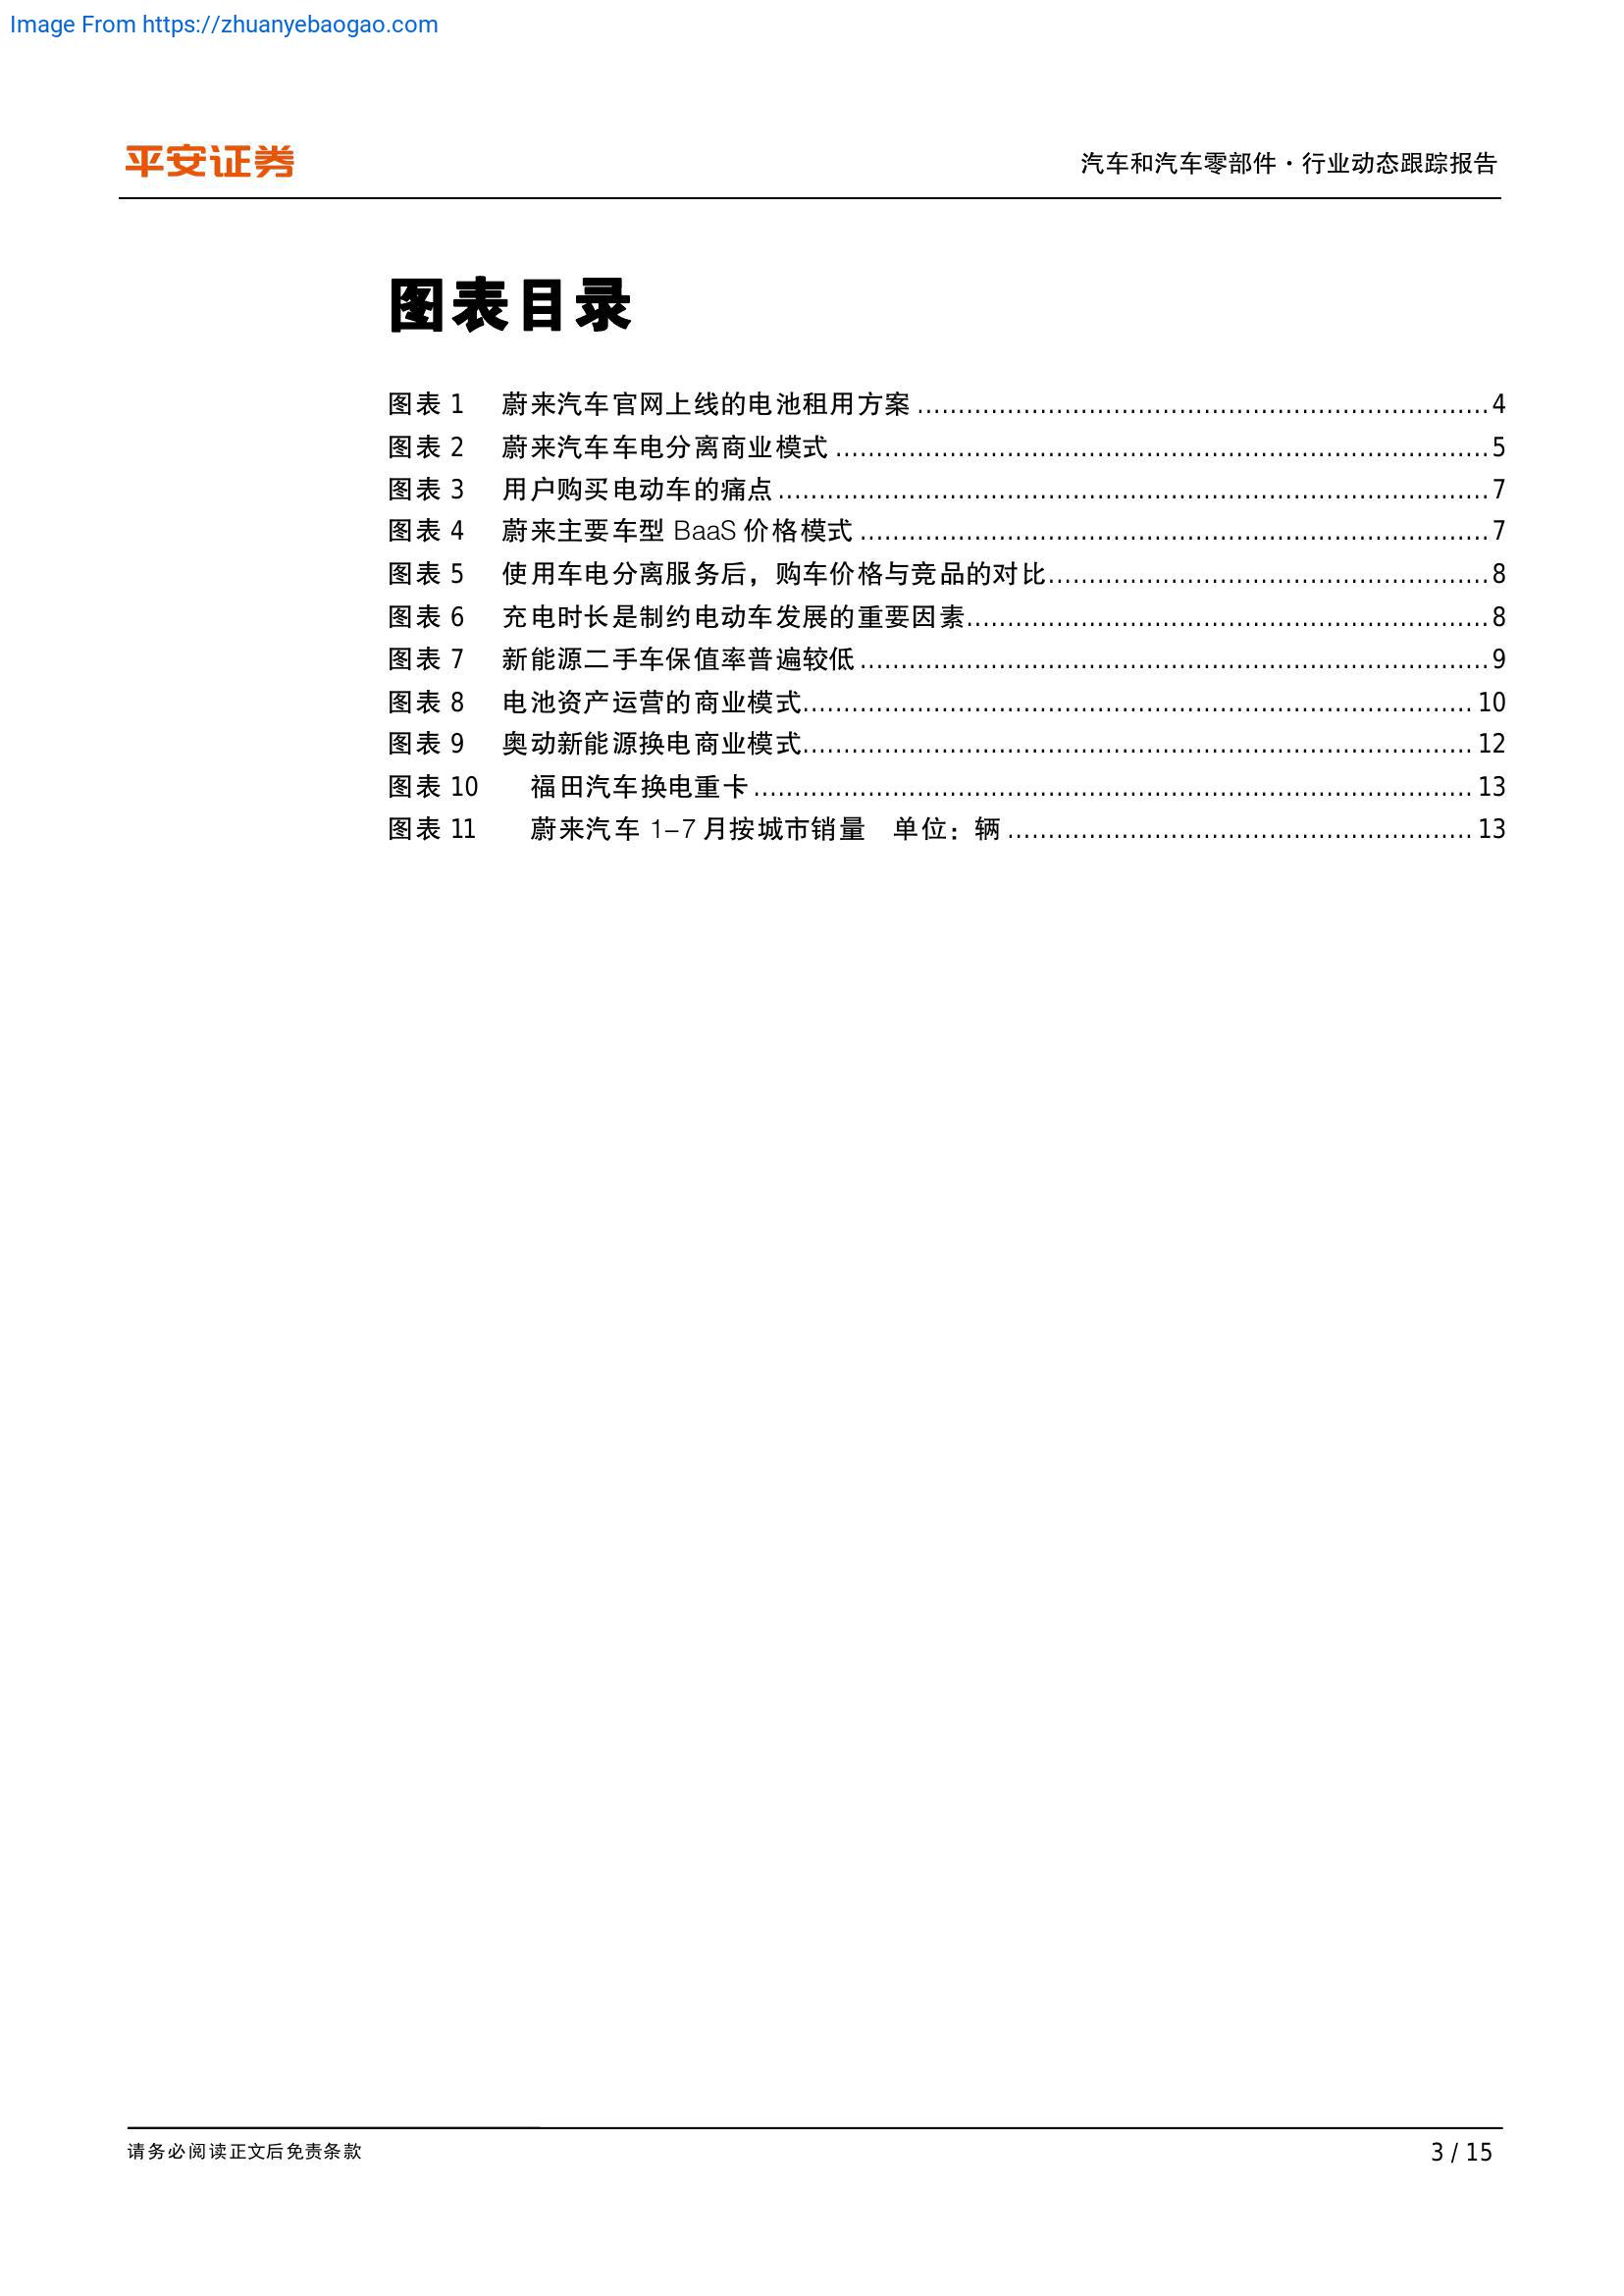 Image From https://zhuanyebaogao.com
平安证券
汽车和汽车零部件·行业动态跟踪报告
图表目录
图表 1 蔚来汽车官网上线的电池租用方案 4
图表 2 蔚来汽车车电分离商业模式 5
图表 3 用户购买电动车的痛点 7
图表 4 蔚来主要车型 BaaS 价格模式 7
图表 5 使用车电分离服务后，购车价格与竞品的对比 8
图表 6 充电时长是制约电动车发展的重要因素 8
图表 7 新能源二手车保值率普遍较低 9
图表 8 电池资产运营的商业模式 10
图表 9 奥动新能源换电商业模式 12
图表 10 福田汽车换电重卡 13
图表 11 蔚来汽车 1-7 月按城市销量 单位：辆 13
请务必阅读正文后免责条款
3 / 15